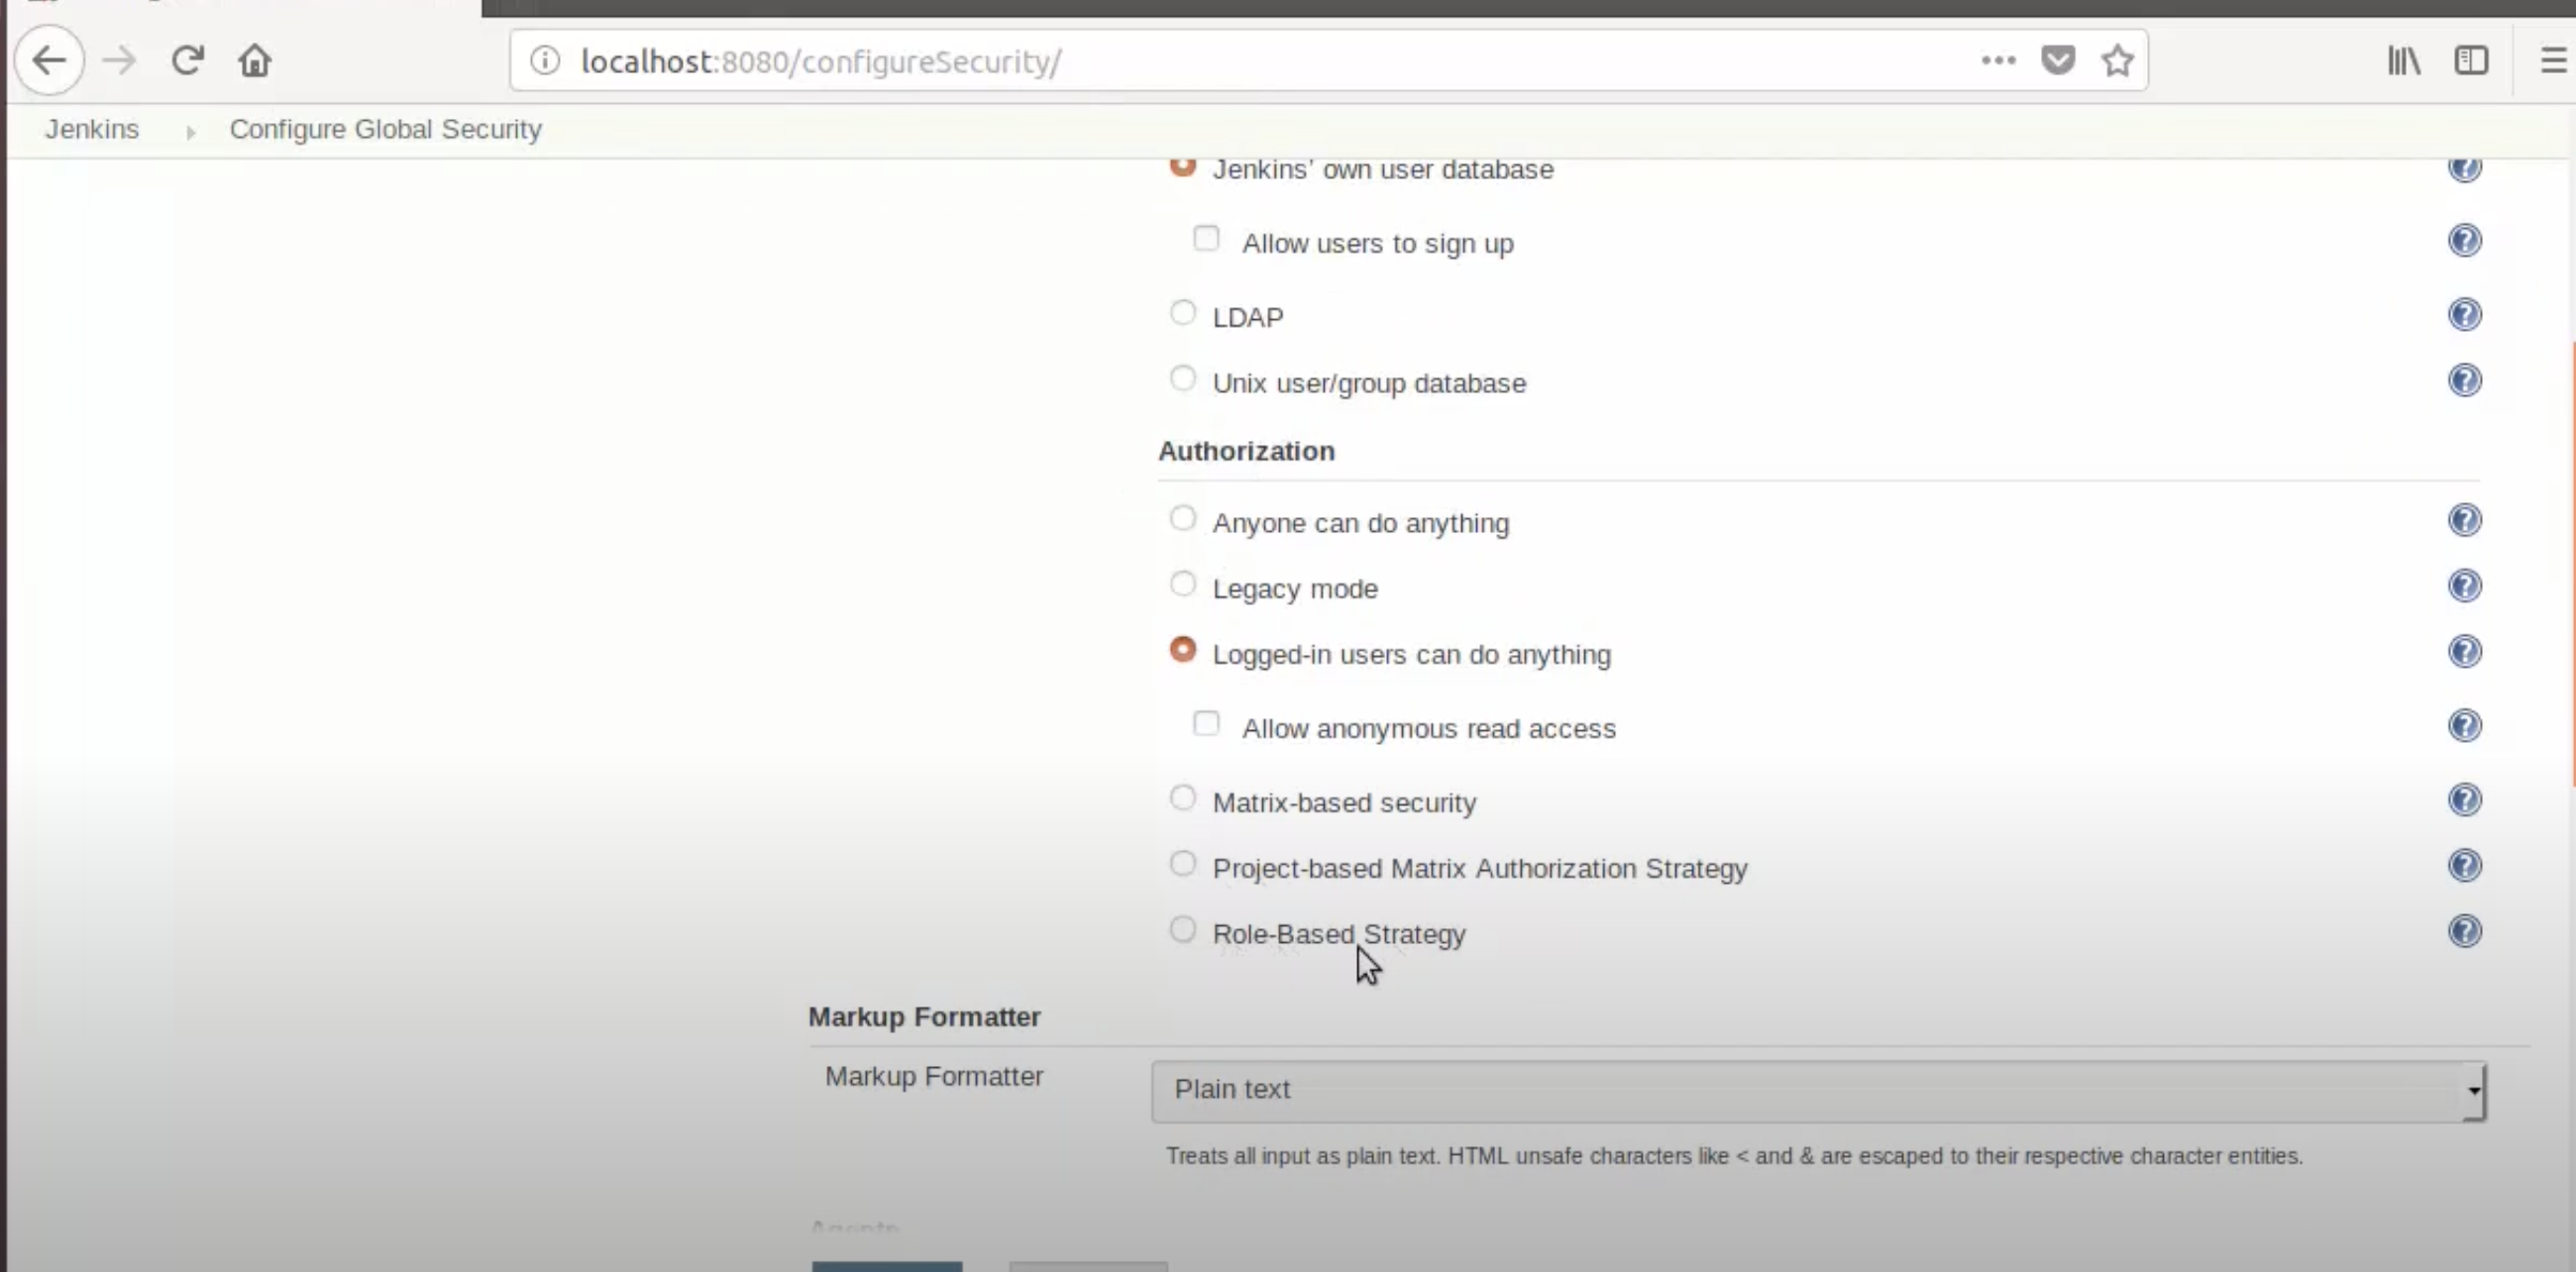 localhost:8080/configureSecurity/
Jenkins Configure Global Security
Jenkins' own user database
Allow users to sign up
LDAP
Unix user/group database
Authorization
Anyone can do anything
Legacy mode
Logged-in users can do anything
Allow anonymous read access
Matrix-based security
Project-based Matrix Authorization Strategy
Role-Based Strategy
Markup Formatter
Markup Formatter
Plain text
Treats all input as plain text. HTML unsafe characters like < and & are escaped to their respective character entities.
Agents